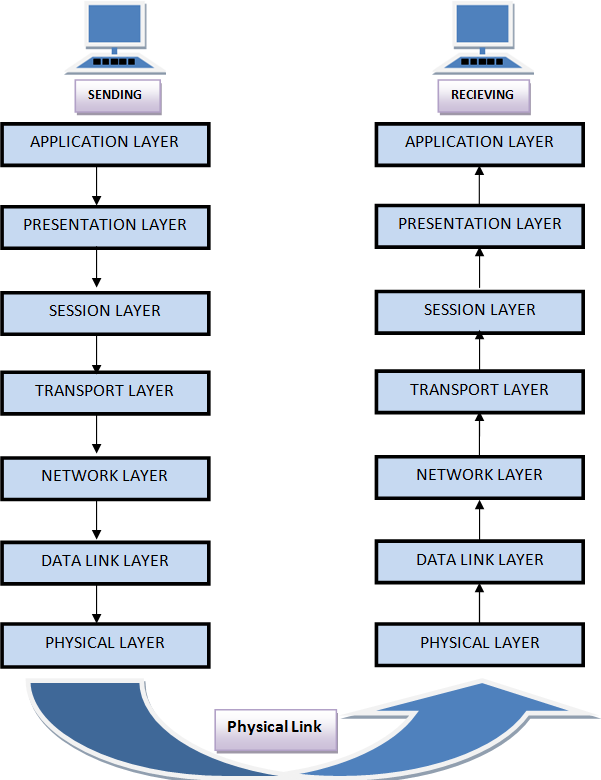 SENDING
APPLICATION LAYER
PRESENTATION LAYER
SESSION LAYER
TRANSPORT LAYER
NETWORK LAYER
DATA LINK LAYER
PHYSICAL LAYER
RECIEVING
APPLICATION LAYER
PRESENTATION LAYER
SESSION LAYER
TRANSPORT LAYER
NETWORK LAYER
DATA LINK LAYER
PHYSICAL LAYER
Physical Link